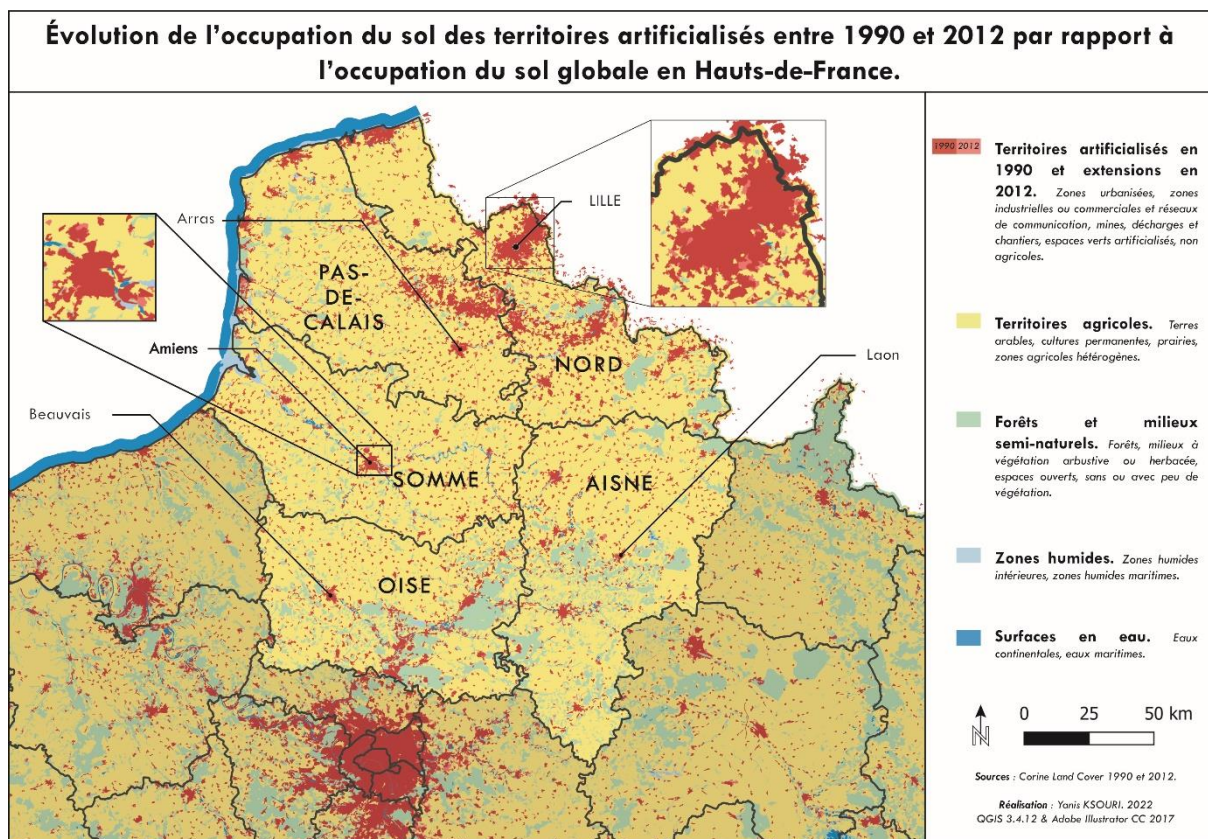 Évolution de l'occupation du sol des territoires artificialisés entre 1990 et 2012 par rapport à
l'occupation du sol globale en Hauts-de-France.
Arras
LILLE
PAS-
DE-
CALAIS
Amiens
NORD
Laon
Beauvais
SOMME
AISNE
OISE
1990 2012
Territoires artificialisés en
1990 et extensions en
2012. Zones urbanisées, zones
industrielles ou commerciales et réseaux
de communication, mines, décharges et
chantiers, espaces verts artificialisés, non
agricoles.
Territoires agricoles. Terres
arables, cultures permanentes, prairies,
zones agricoles hétérogènes.
Forêts et milieux
semi-naturels. Forêts, milieux à
végétation arbustive ou herbacée,
espaces ouverts, sans ou avec peu de
végétation.
Zones humides. Zones humides
intérieures, zones humides maritimes.
Surfaces en eau. Eaux
continentales, eaux maritimes.
N
0 25 50 km
Sources : Corine Land Cover 1990 et 2012.
Réalisation : Yanis KSOURI. 2022
QGIS 3.4.12 & Adobe Illustrator CC 2017